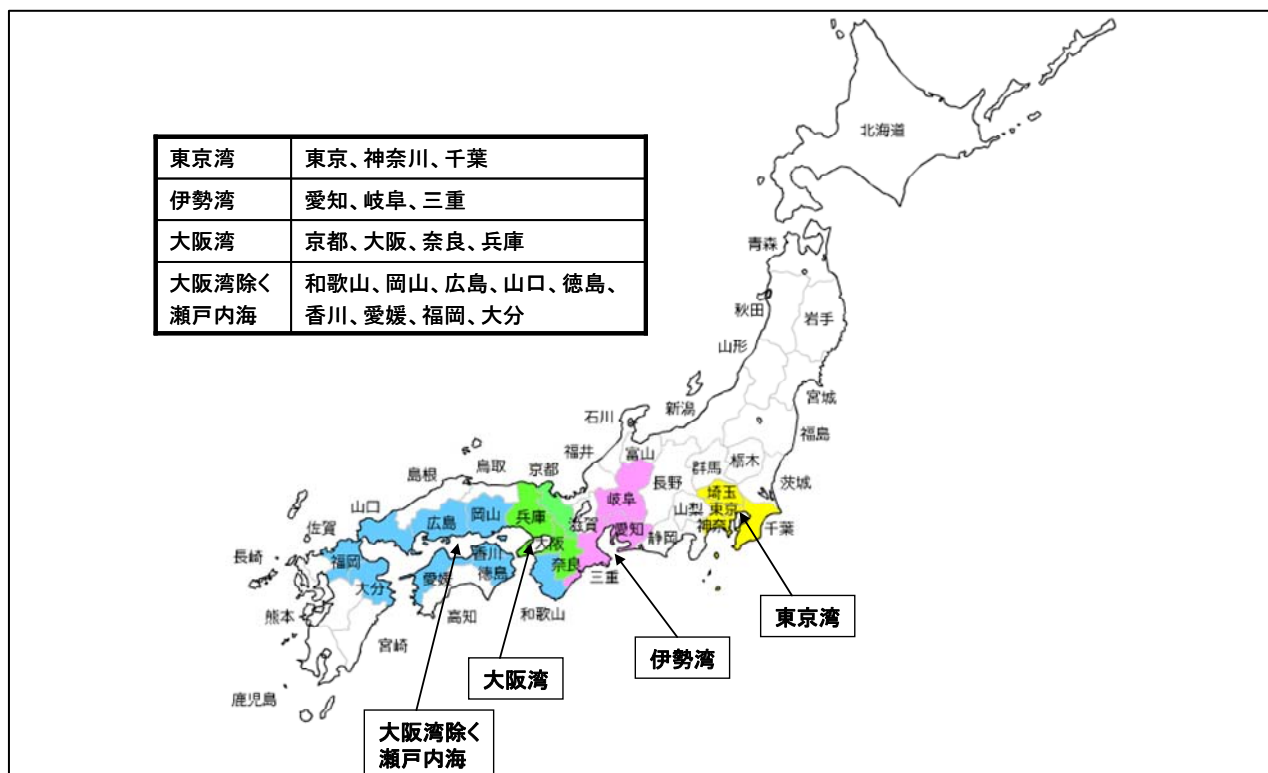 北海道
東京湾 東京、神奈川、千葉
伊勢湾 愛知、岐阜、三重
大阪湾 京都、大阪、奈良、兵庫
大阪湾除く 和歌山、岡山、広島、山口、徳島、
瀬戸内海 香川、愛媛、福岡、大分
青森
秋田
岩手
山形
宮城
新潟
石川
福島
福井
富山
群馬
栃木
鳥取
京都
島根
長野
茨城
埼玉
岐阜
山口
岡山
兵庫
滋賀
山梨
東京
広島
佐賀
愛知
静岡
神奈
千葉
大阪
香川
長崎
福岡
奈良
徳島
愛媛
三重
大分
熊本
高知
和歌山
東京湾
宮崎
伊勢湾
大阪湾
鹿児島
大阪湾除く
瀬戸内海